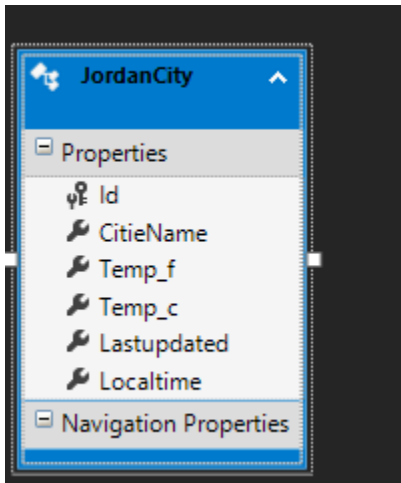 JordanCity
Properties
Id
CitieName
Temp_f
Temp_c
Lastupdated
Localtime
Navigation Properties